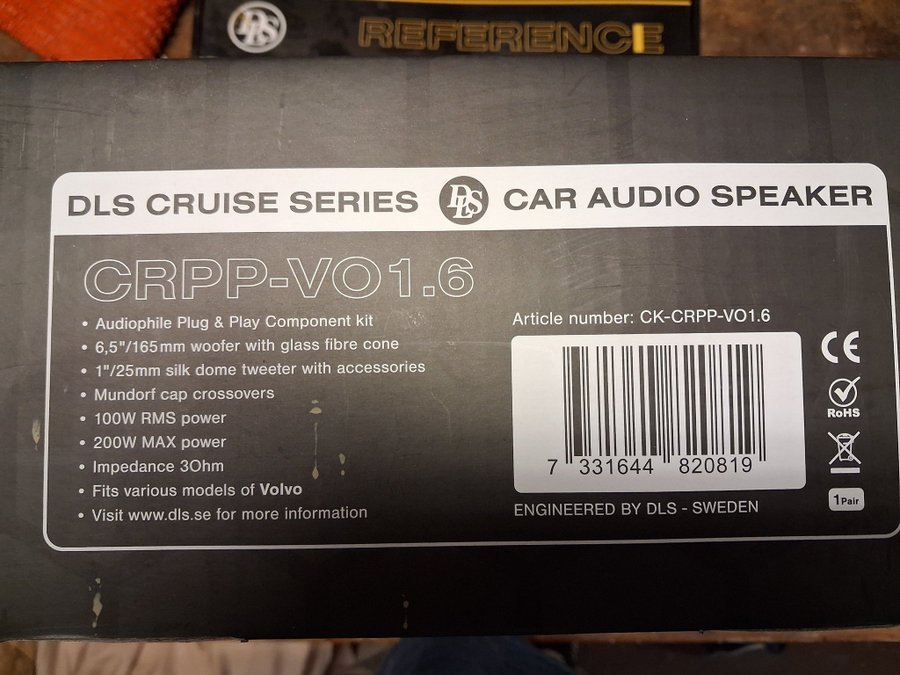 DLS
REFERENCE
DLS CRUISE SERIES DLS CAR AUDIO SPEAKER
CRPP-VO1.6
• Audiophile Plug & Play Component kit
• 6,5"/165mm woofer with glass fibre cone
• 1"/25mm silk dome tweeter with accessories
• Mundorf cap crossovers
• 100W RMS power
• 200W MAX power
• Impedance 3Ohm
• Fits various models of Volvo
• Visit www.dls.se for more information
Article number: CK-CRPP-VO1.6
7 331644 820819
ENGINEERED BY DLS - SWEDEN
CE
RoHS
1 Pair